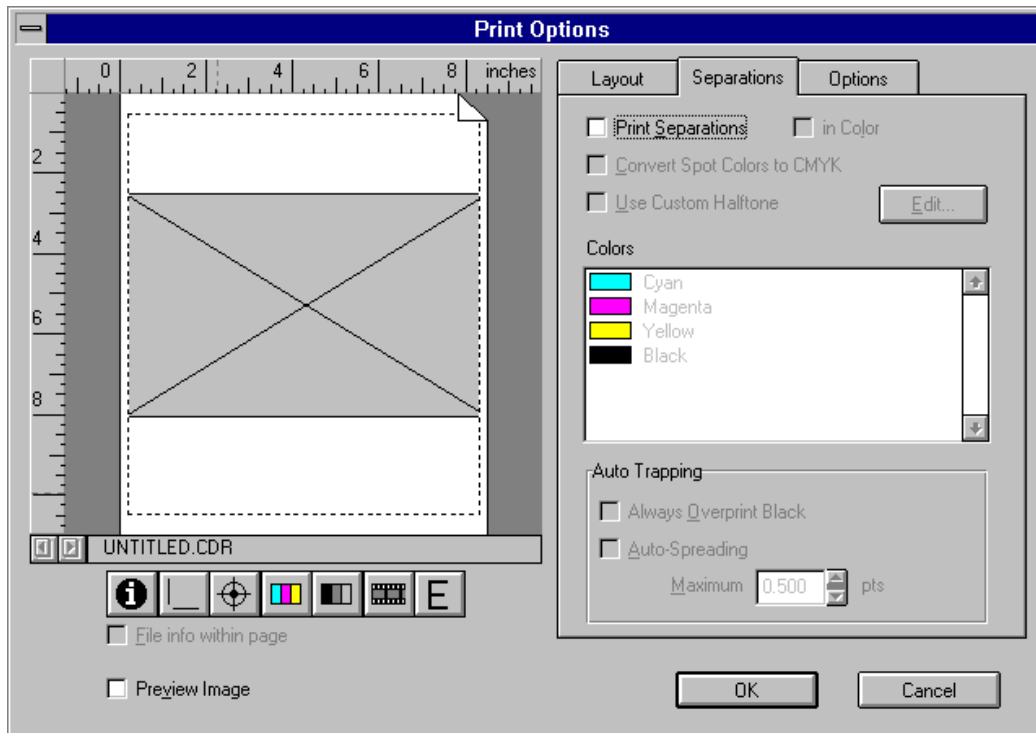 Print Options
0 2 4 6 8 inches
2
4
6
8
UNTITLED.CDR
E
File info within page
Preview Image
Layout Separations Options
Print Separations in Color
Convert Spot Colors to CMYK
Use Custom Halftone Edit...
Colors
Cyan
Magenta
Yellow
Black
Auto Trapping
Always Overprint Black
Auto-Spreading
Maximum 0.500 pts
OK Cancel